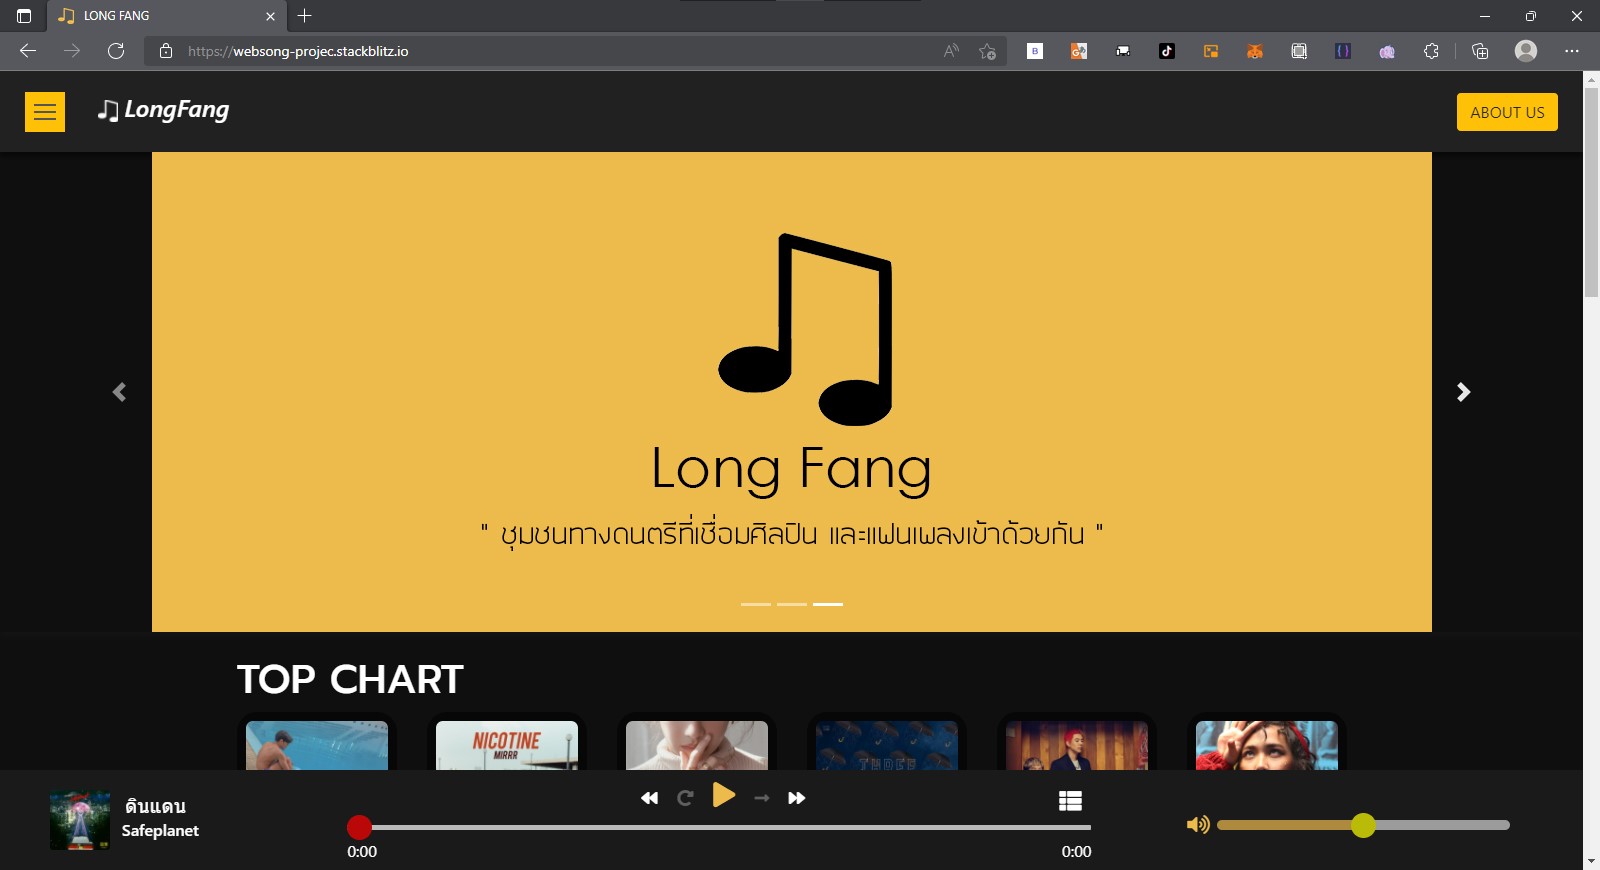 LONG FANG
https://websong-projec.stackblitz.io
LongFang
ABOUT US
Long Fang
" ชุมชนทางดนตรีที่เชื่อมศิลปิน และแฟนเพลงเข้าด้วยกัน "
TOP CHART
NICOTINE
MIRRR
THREE
ดินแดน
Safeplanet
0:00
0:00